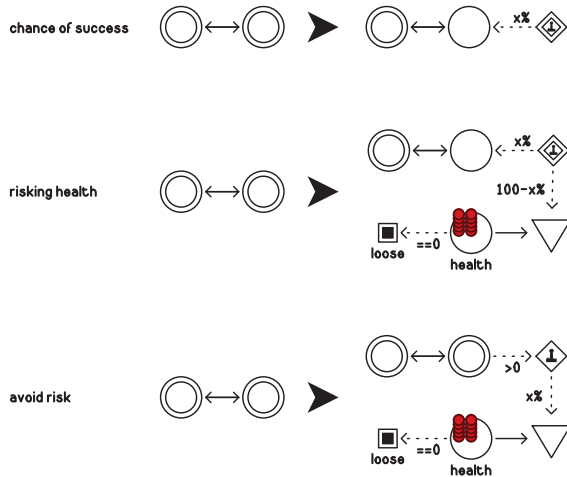 chance of success
x%
x%
risking health
100-x%
==0
loose
health
>0
avoid risk
x%
==0
loose
health